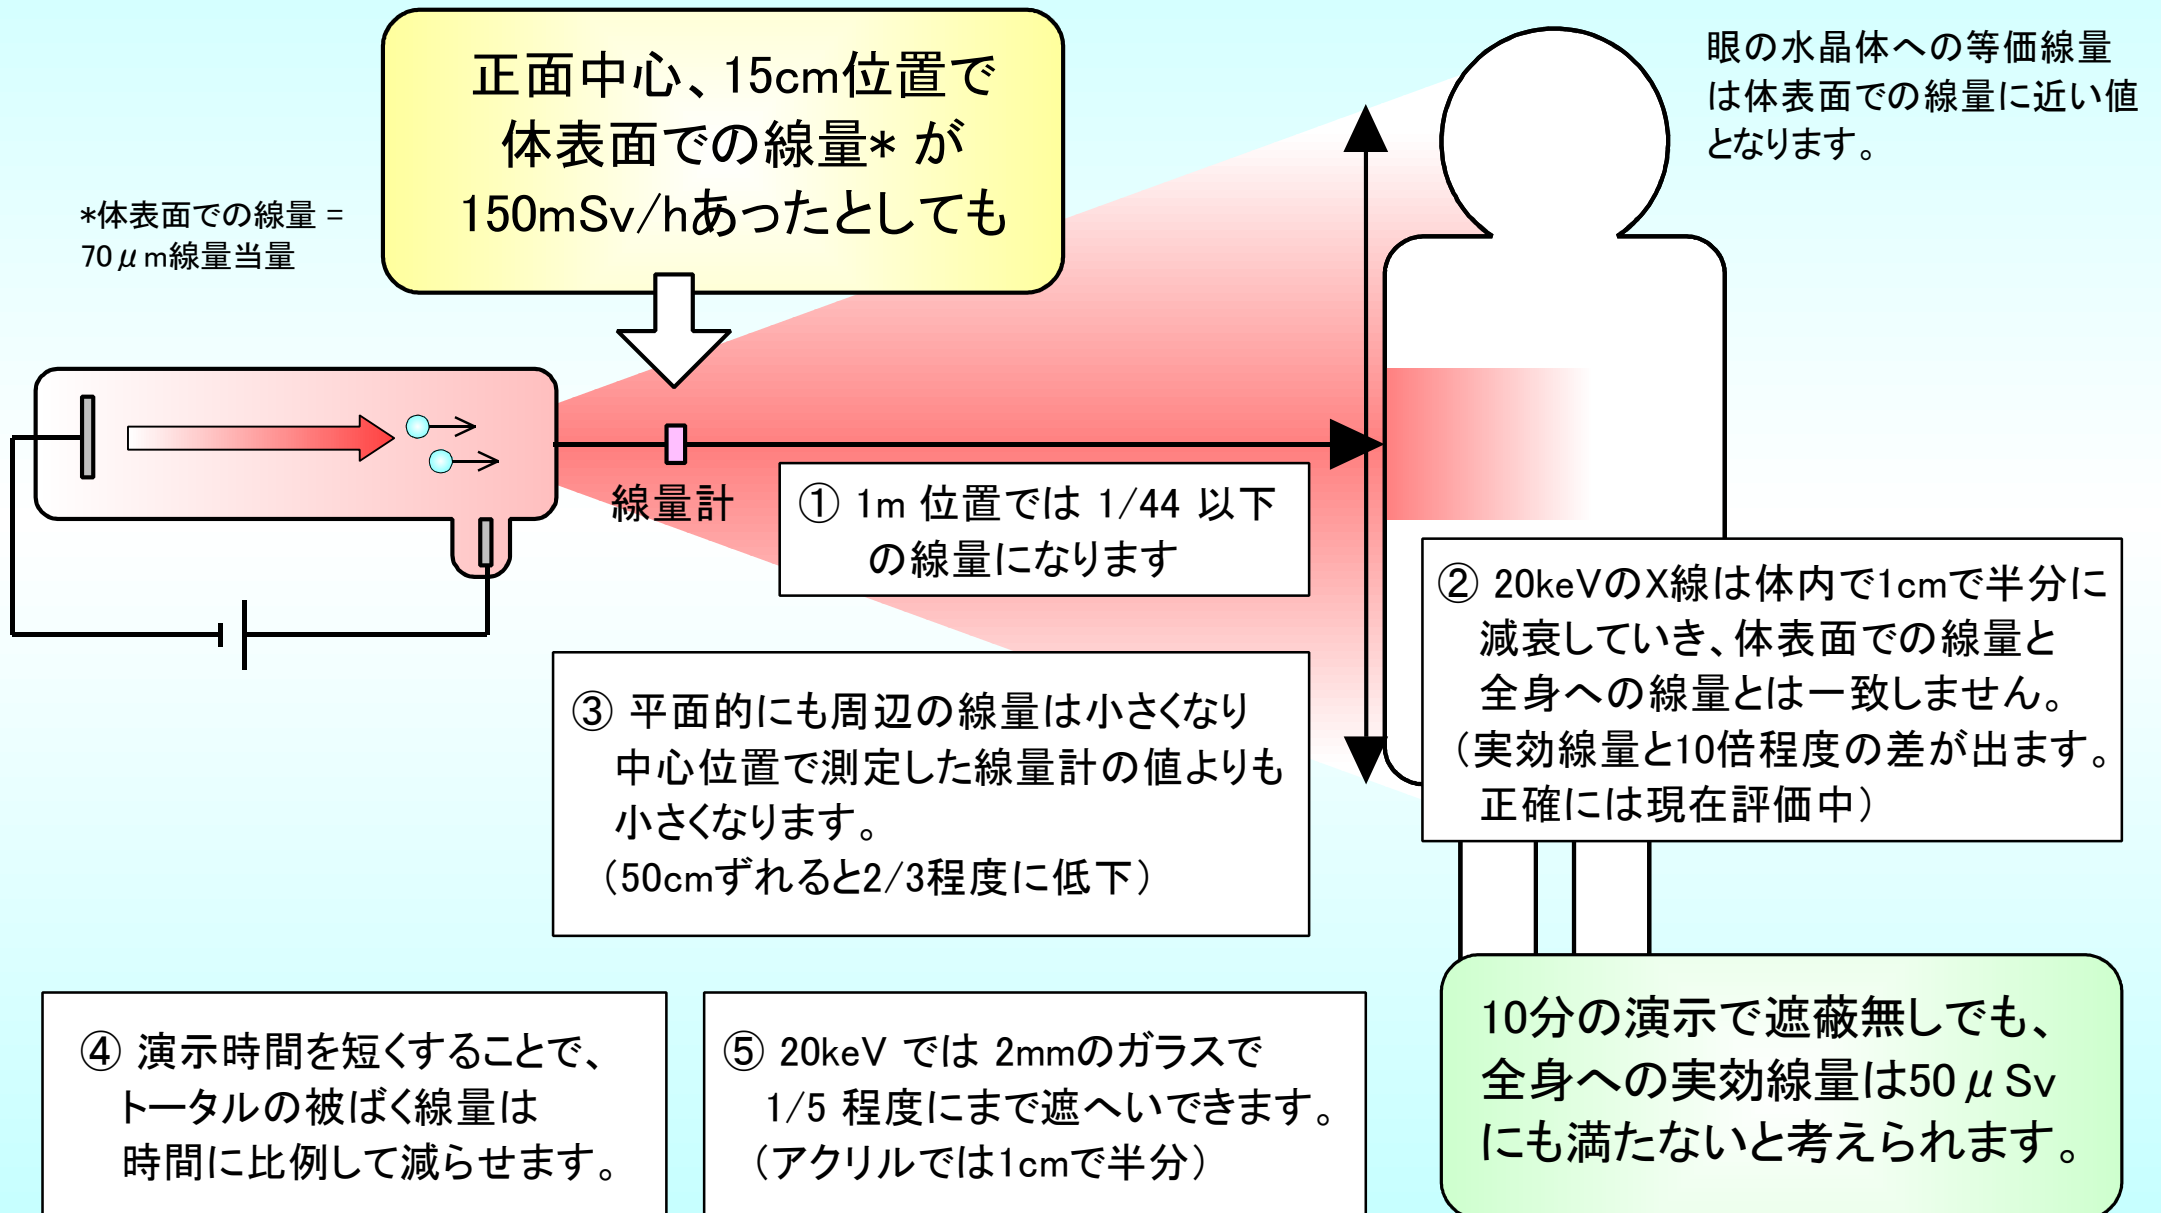 正面中心、15cm位置で
体表面での線量* が
150mSv/hあったとしても
眼の水晶体への等価線量
は体表面での線量に近い値
となります。
*体表面での線量 =
70μm線量当量
線量計
① 1m 位置では 1/44 以下
の線量になります
② 20keVのX線は体内で1cmで半分に
減衰していき、体表面での線量と
全身への線量とは一致しません。
（実効線量と10倍程度の差が出ます。
正確には現在評価中）
③ 平面的にも周辺の線量は小さくなり
中心位置で測定した線量計の値よりも
小さくなります。
（50cmずれると2/3程度に低下）
④ 演示時間を短くすることで、
トータルの被ばく線量は
時間に比例して減らせます。
⑤ 20keV では 2mmのガラスで
1/5 程度にまで遮へいできます。
（アクリルでは1cmで半分）
10分の演示で遮蔽無しでも、
全身への実効線量は50μSv
にも満たないと考えられます。